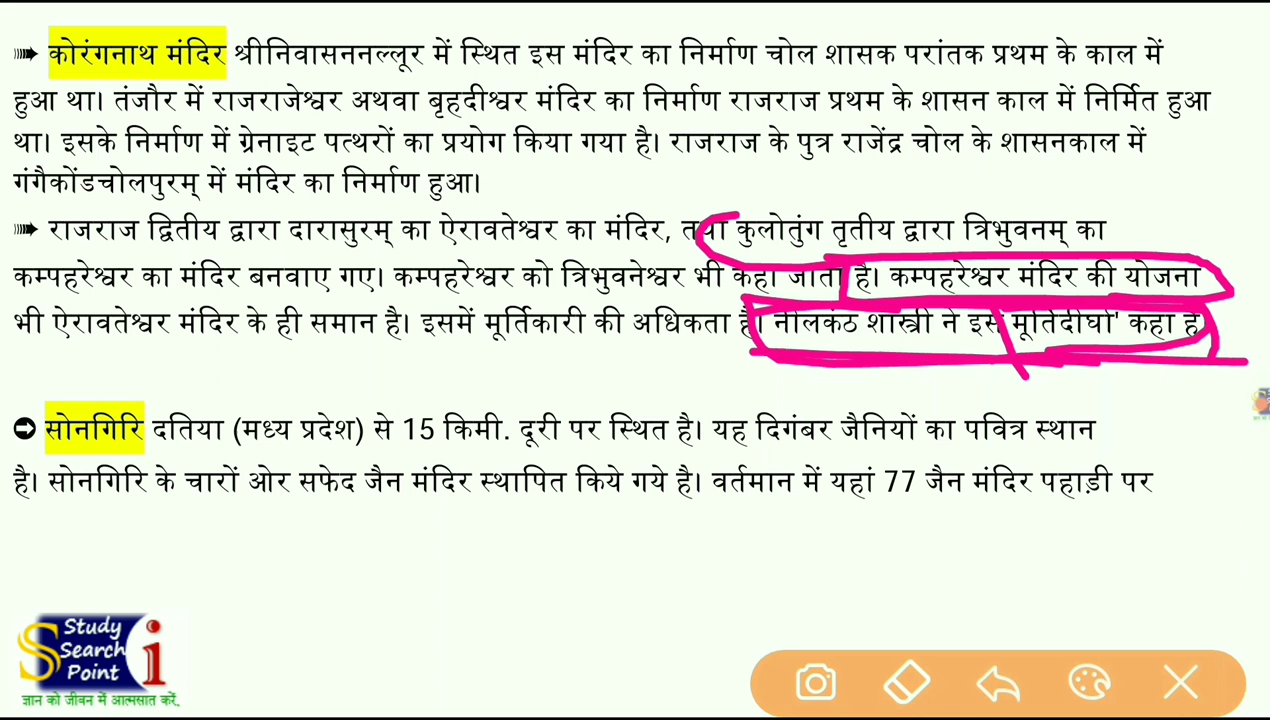 ➠ कोरंगनाथ मंदिर श्रीनिवासननल्लूर में स्थित इस मंदिर का निर्माण चोल शासक परांतक प्रथम के काल में
हुआ था। तंजौर में राजराजेश्वर अथवा बृहदीश्वर मंदिर का निर्माण राजराज प्रथम के शासन काल में निर्मित हुआ
था। इसके निर्माण में ग्रेनाइट पत्थरों का प्रयोग किया गया है। राजराज के पुत्र राजेंद्र चोल के शासनकाल में
गंगैकोंडचोलपुरम् में मंदिर का निर्माण हुआ।
➠ राजराज द्वितीय द्वारा दारासुरम् का ऐरावतेश्वर का मंदिर, तथा कुलोतुंग तृतीय द्वारा त्रिभुवनम् का
कम्पहरेश्वर का मंदिर बनवाए गए। कम्पहरेश्वर को त्रिभुवनेश्वर भी कहा जाता है। कम्पहरेश्वर मंदिर की योजना
भी ऐरावतेश्वर मंदिर के ही समान है। इसमें मूर्तिकारी की अधिकता है। नीलकंठ शास्त्री ने इसे मूर्तिदीर्घा' कहा है
➲ सोनगिरि दतिया (मध्य प्रदेश) से 15 किमी. दूरी पर स्थित है। यह दिगंबर जैनियों का पवित्र स्थान
है। सोनगिरि के चारों ओर सफेद जैन मंदिर स्थापित किये गये है। वर्तमान में यहां 77 जैन मंदिर पहाड़ी पर
Study
Search
Point
ज्ञान को जीवन में आत्मसात करें.